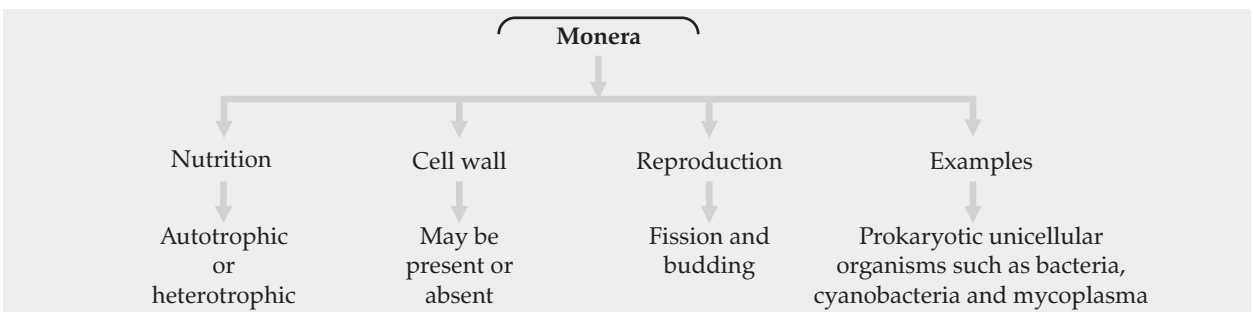 Monera
Nutrition
Cell wall
Reproduction
Examples
Autotrophic
or
heterotrophic
May be
present or
absent
Fission and
budding
Prokaryotic unicellular
organisms such as bacteria,
cyanobacteria and mycoplasma